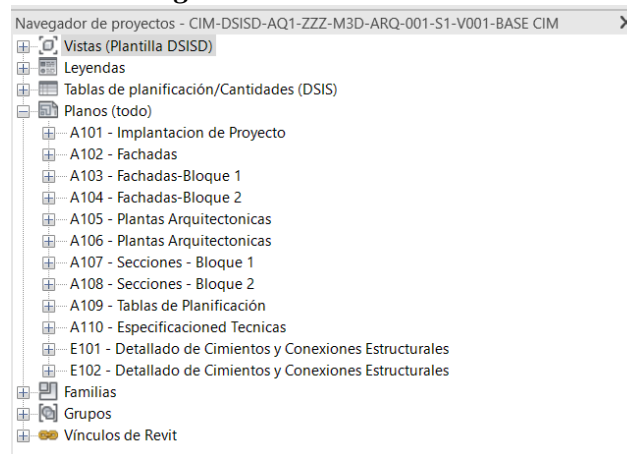 Navegador de proyectos - CIM-DSISD-AQ1-ZZZ-M3D-ARQ-001-S1-V001-BASE CIM
Vistas (Plantilla DSISD)
Leyendas
Tablas de planificación/Cantidades (DSIS)
Planos (todo)
A101 - Implantacion de Proyecto
A102 - Fachadas
A103 - Fachadas-Bloque 1
A104 - Fachadas-Bloque 2
A105 - Plantas Arquitectonicas
A106 - Plantas Arquitectonicas
A107 - Secciones - Bloque 1
A108 - Secciones - Bloque 2
A109 - Tablas de Planificación
A110 - Especificacioned Tecnicas
E101 - Detallado de Cimientos y Conexiones Estructurales
E102 - Detallado de Cimientos y Conexiones Estructurales
Familias
Grupos
Vínculos de Revit